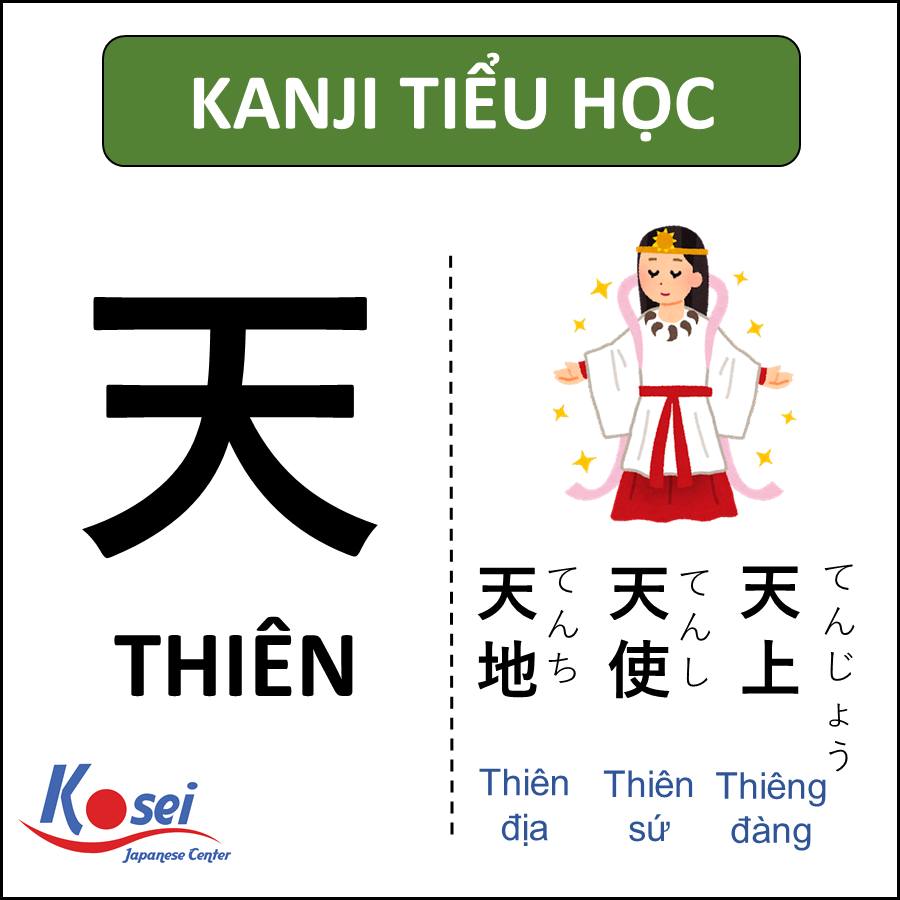 KANJI TIỂU HỌC
天
THIÊN
天地
てんち
天使
てんし
天上
てんじょう
Thiên
địa
Thiên
sứ
Thiêng
đàng
Kosei
Japanese Center